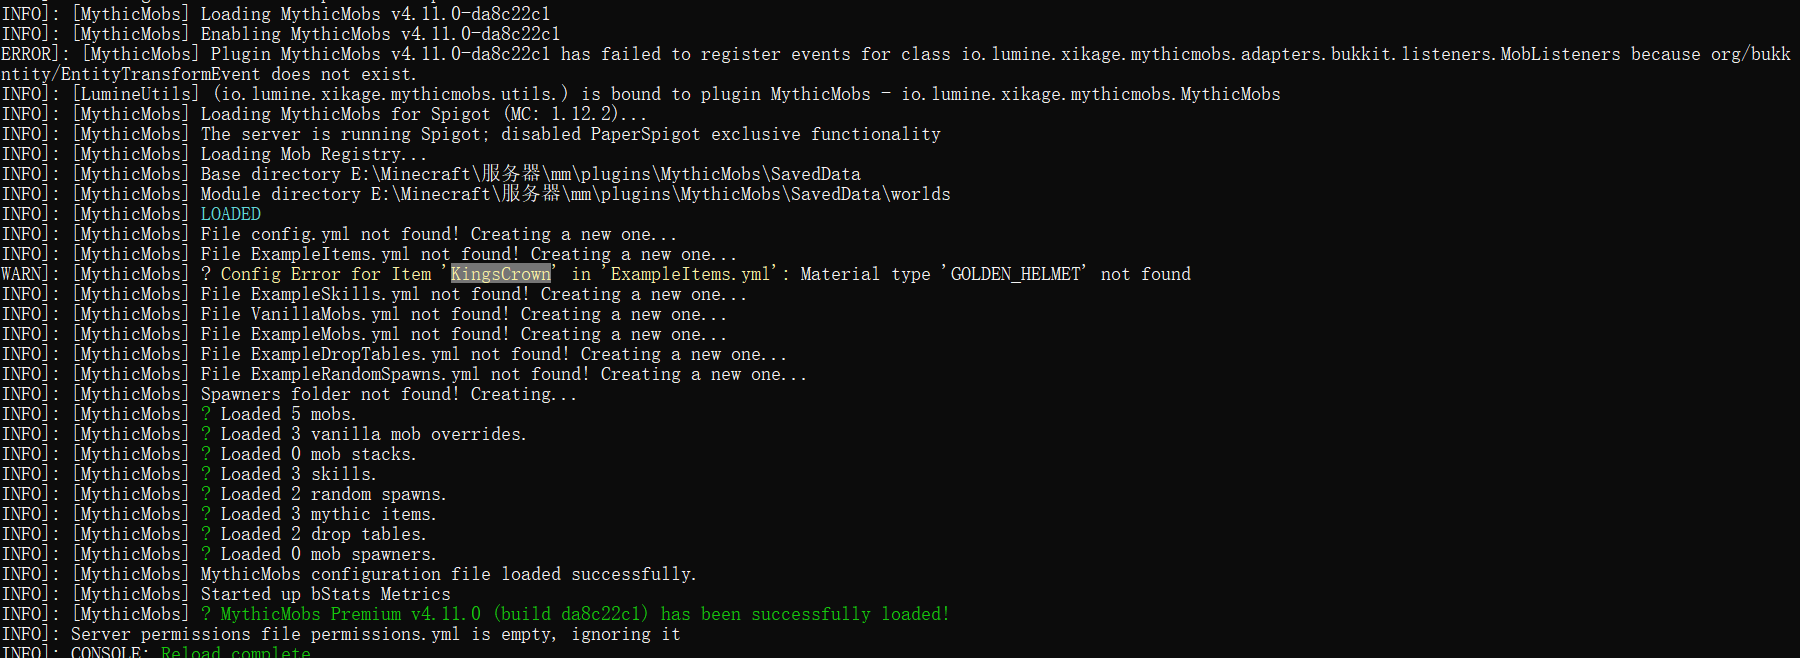 INFO]: [MythicMobs] Loading MythicMobs v4.11.0-da8c22c1
INFO]: [MythicMobs] Enabling MythicMobs v4.11.0-da8c22c1
ERROR]: [MythicMobs] Plugin MythicMobs v4.11.0-da8c22c1 has failed to register events for class io.lumine.xikage.mythicmobs.adapters.bukkit.listeners.MobListeners because org/bukk
ntity/EntityTransformEvent does not exist.
INFO]: [LumineUtils] (io.lumine.xikage.mythicmobs.utils.) is bound to plugin MythicMobs - io.lumine.xikage.mythicmobs.MythicMobs
INFO]: [MythicMobs] Loading MythicMobs for Spigot (MC: 1.12.2)...
INFO]: [MythicMobs] The server is running Spigot; disabled PaperSpigot exclusive functionality
INFO]: [MythicMobs] Loading Mob Registry...
INFO]: [MythicMobs] Base directory E:\Minecraft\服务器\mm\plugins\MythicMobs\SavedData
INFO]: [MythicMobs] Module directory E:\Minecraft\服务器\mm\plugins\MythicMobs\SavedData\worlds
INFO]: [MythicMobs] LOADED
INFO]: [MythicMobs] File config.yml not found! Creating a new one...
INFO]: [MythicMobs] File ExampleItems.yml not found! Creating a new one...
WARN]: [MythicMobs] ? Config Error for Item 'KingsCrown' in 'ExampleItems.yml': Material type 'GOLDEN_HELMET' not found
INFO]: [MythicMobs] File ExampleSkills.yml not found! Creating a new one...
INFO]: [MythicMobs] File VanillaMobs.yml not found! Creating a new one...
INFO]: [MythicMobs] File ExampleMobs.yml not found! Creating a new one...
INFO]: [MythicMobs] File ExampleDropTables.yml not found! Creating a new one...
INFO]: [MythicMobs] File ExampleRandomSpawns.yml not found! Creating a new one...
INFO]: [MythicMobs] Spawners folder not found! Creating...
INFO]: [MythicMobs] ? Loaded 5 mobs.
INFO]: [MythicMobs] ? Loaded 3 vanilla mob overrides.
INFO]: [MythicMobs] ? Loaded 0 mob stacks.
INFO]: [MythicMobs] ? Loaded 3 skills.
INFO]: [MythicMobs] ? Loaded 2 random spawns.
INFO]: [MythicMobs] ? Loaded 3 mythic items.
INFO]: [MythicMobs] ? Loaded 2 drop tables.
INFO]: [MythicMobs] ? Loaded 0 mob spawners.
INFO]: [MythicMobs] MythicMobs configuration file loaded successfully.
INFO]: [MythicMobs] Started up bStats Metrics
INFO]: [MythicMobs] ? MythicMobs Premium v4.11.0 (build da8c22c1) has been successfully loaded!
INFO]: Server permissions file permissions.yml is empty, ignoring it
INFO]: CONSOLE: Reload complete